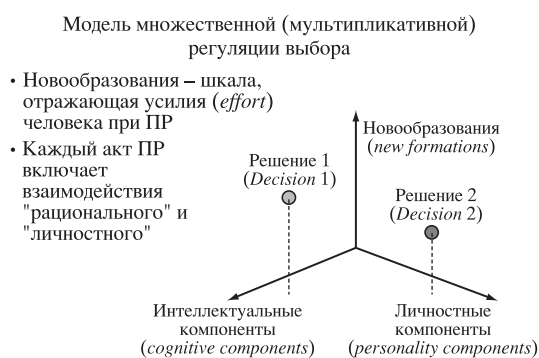 Модель множественной (мультипликативной)
регуляции выбора
• Новообразования – шкала,
отражающая усилия (effort)
человека при ПР
• Каждый акт ПР
включает
взаимодействия
"рационального" и
"личностного"
Новообразования
(new formations)
Решение 1
(Decision 1)
Решение 2
(Decision 2)
Интеллектуальные
компоненты
(cognitive components)
Личностные
компоненты
(personality components)